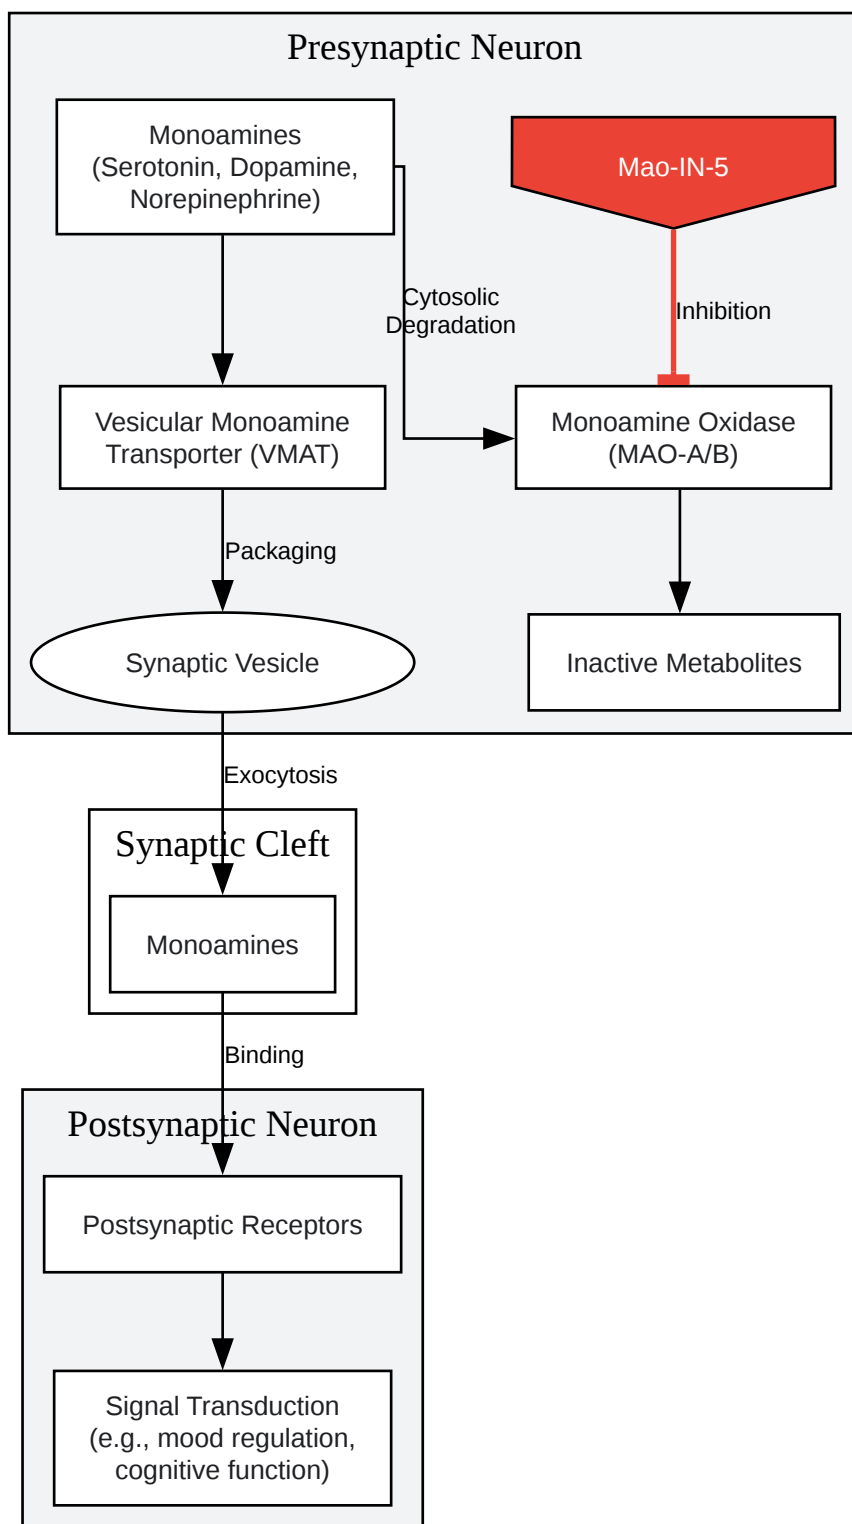 Presynaptic Neuron
Monoamines
(Serotonin, Dopamine,
Norepinephrine)
Mao-IN-5
Cytosolic
Degradation
Inhibition
Vesicular Monoamine
Transporter (VMAT)
Monoamine Oxidase
(MAO-A/B)
Packaging
Synaptic Vesicle
Inactive Metabolites
Exocytosis
Synaptic Cleft
Monoamines
Binding
Postsynaptic Neuron
Postsynaptic Receptors
Signal Transduction
(e.g., mood regulation,
cognitive function)